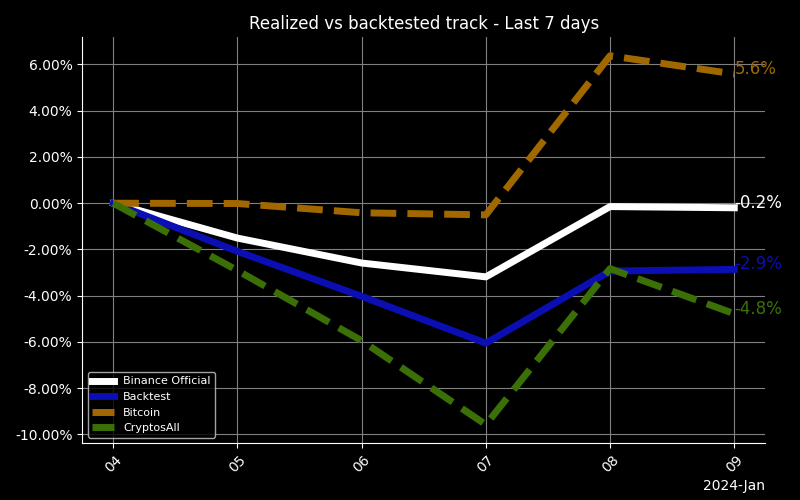 Realized vs backtested track - Last 7 days
6.00%
4.00%
2.00%
0.00%
-2.00%
-4.00%
-6.00%
-8.00%
-10.00%
5.6%
-0.2%
-2.9%
-4.8%
Binance Official
Backtest
Bitcoin
CryptosAll
04 05 06 07 08 09
2024-Jan